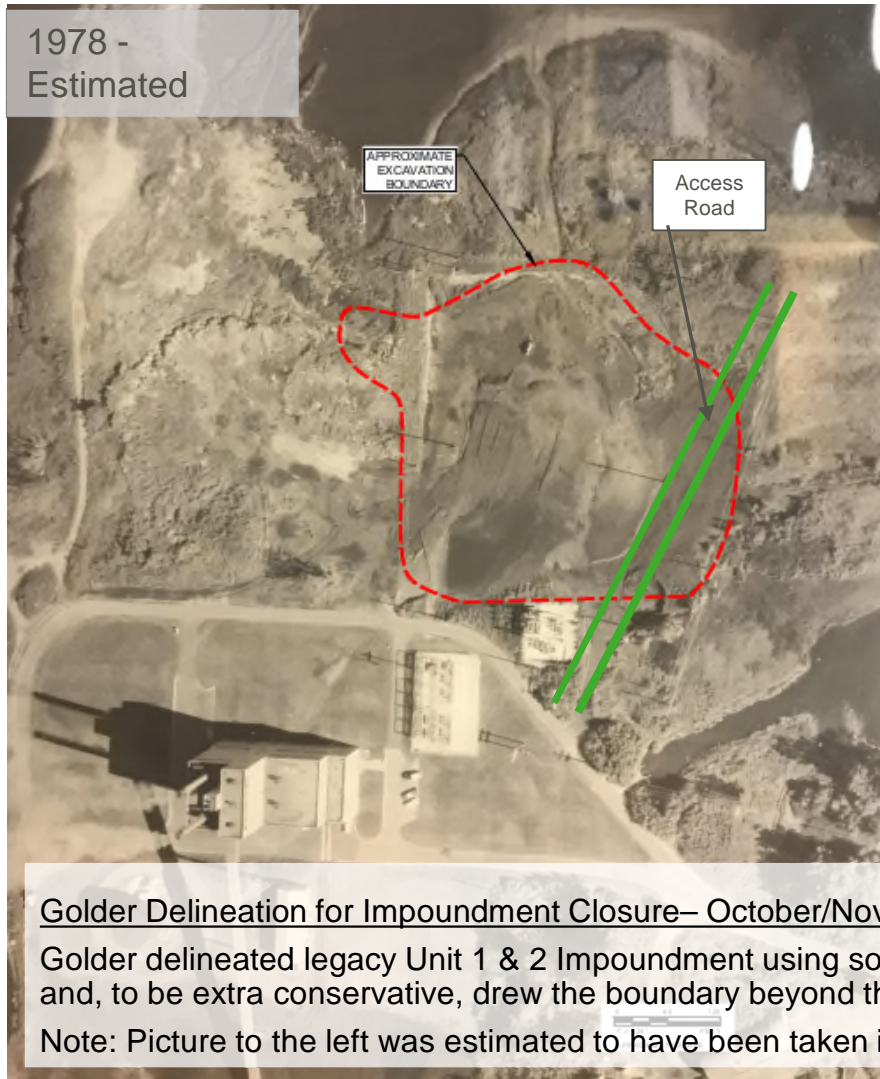 1978 -
Estimated
APPROXIMATE
EXCAVATION
BOUNDARY
Access
Road
Golder Delineation for Impoundment Closure– October/Nov
Golder delineated legacy Unit 1 & 2 Impoundment using so
and, to be extra conservative, drew the boundary beyond th
Note: Picture to the left was estimated to have been taken i